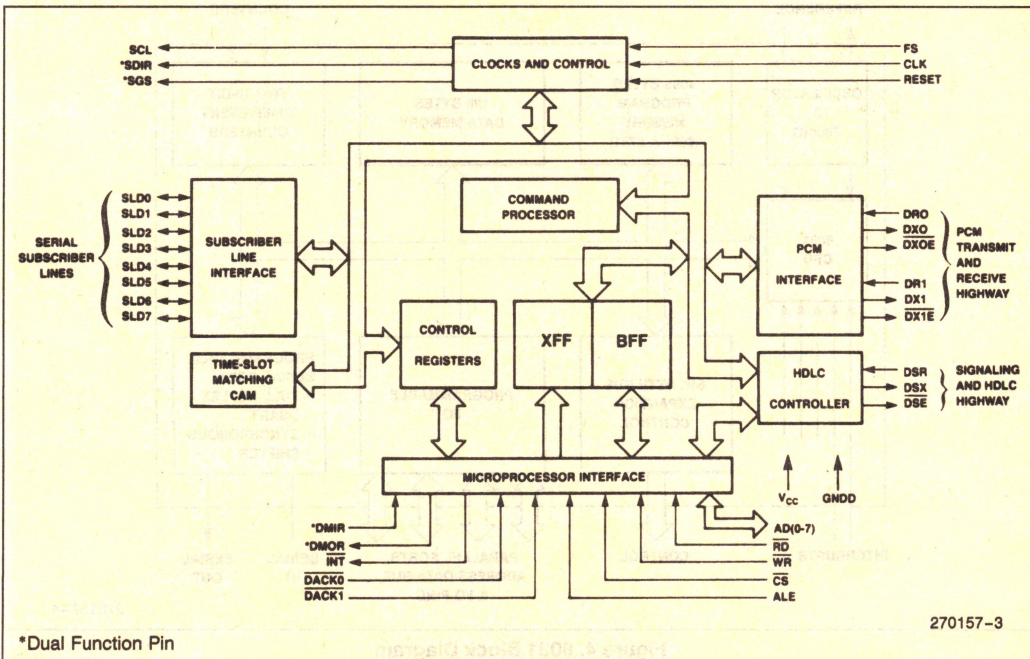 SCL
*SDIR
*SGS
CLOCKS AND CONTROL
FS
CLK
RESET
SERIAL
SUBSCRIBER
LINES
SLD0
SLD1
SLD2
SLD3
SLD4
SLD5
SLD6
SLD7
SUBSCRIBER
LINE
INTERFACE
TIME-SLOT
MATCHING
CAM
COMMAND
PROCESSOR
CONTROL
REGISTERS
XFF
BFF
PCM
INTERFACE
DRO
DXO
DXOE
DR1
DX1
DX1E
PCM
TRANSMIT
AND
RECEIVE
HIGHWAY
HDLC
CONTROLLER
DSR
DSX
DSE
SIGNALING
AND HDLC
HIGHWAY
VCC
GNDD
MICROPROCESSOR INTERFACE
*DMIR
*DMOR
INT
DACK0
DACK1
AD(0-7)
RD
WR
CS
ALE
270157–3
*Dual Function Pin